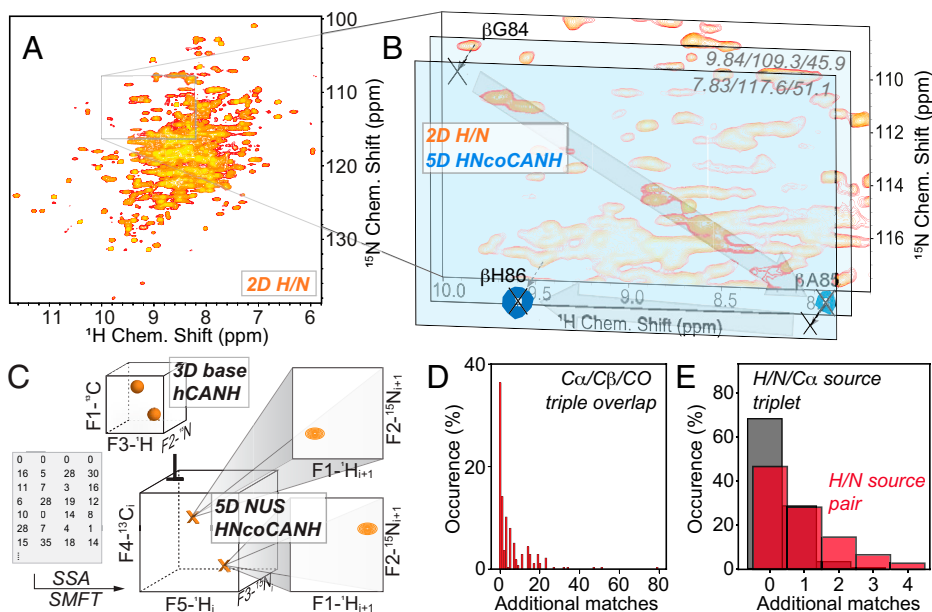 A
100
110
120
130
¹⁵N Chem. Shift (ppm)
2D H/N
11
10
9
8
7
6
¹H Chem. Shift (ppm)
B
βG84
9.84/109.3/45.9
7.83/117.6/51.1
2D H/N
5D HNcoCANH
110
112
114
116
¹⁵N Chem. Shift (ppm)
βH86
βA85
10.0
9.5
9.0
8.5
¹H Chem. Shift (ppm)
C
3D base
hCANH
F1-¹³C
F3-¹H
F2-¹⁵N
0 0 0 0
16 5 28 30
11 7 3 16
6 28 19 12
10 0 14 8
28 7 4 1
15 35 18 14
⋮
SSA
SMFT
5D NUS
HNcoCANH
F4-¹³Cᵢ
F5-¹Hᵢ
F3-¹⁵Nᵢ
F2-¹⁵Nᵢ₊₁
F1-¹Hᵢ₊₁
F2-¹⁵Nᵢ₊₁
F1-¹Hᵢ₊₁
D
Cα/Cβ/CO
triple overlap
Occurence (%)
40
20
0
0 20 40 60 80
Additional matches
E
H/N/Cα source
triplet
H/N source
pair
Occurence (%)
80
60
40
20
0
0 1 2 3 4
Additional matches